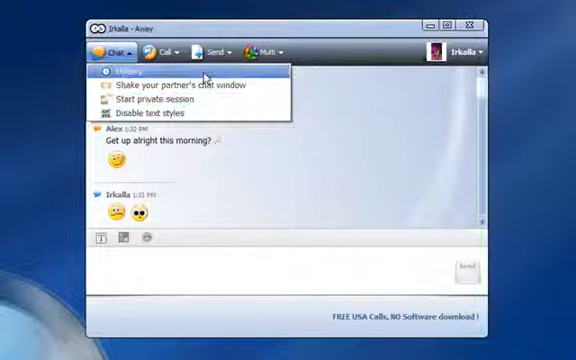 Irkalla - Away
Chat Call Send Multi Irkalla
History
Shake your partner's chat window
Start private session
Disable text styles
Alex 1:32 PM
Get up alright this morning?
Irkalla 1:33 PM
Send
FREE USA Calls, NO Software download !